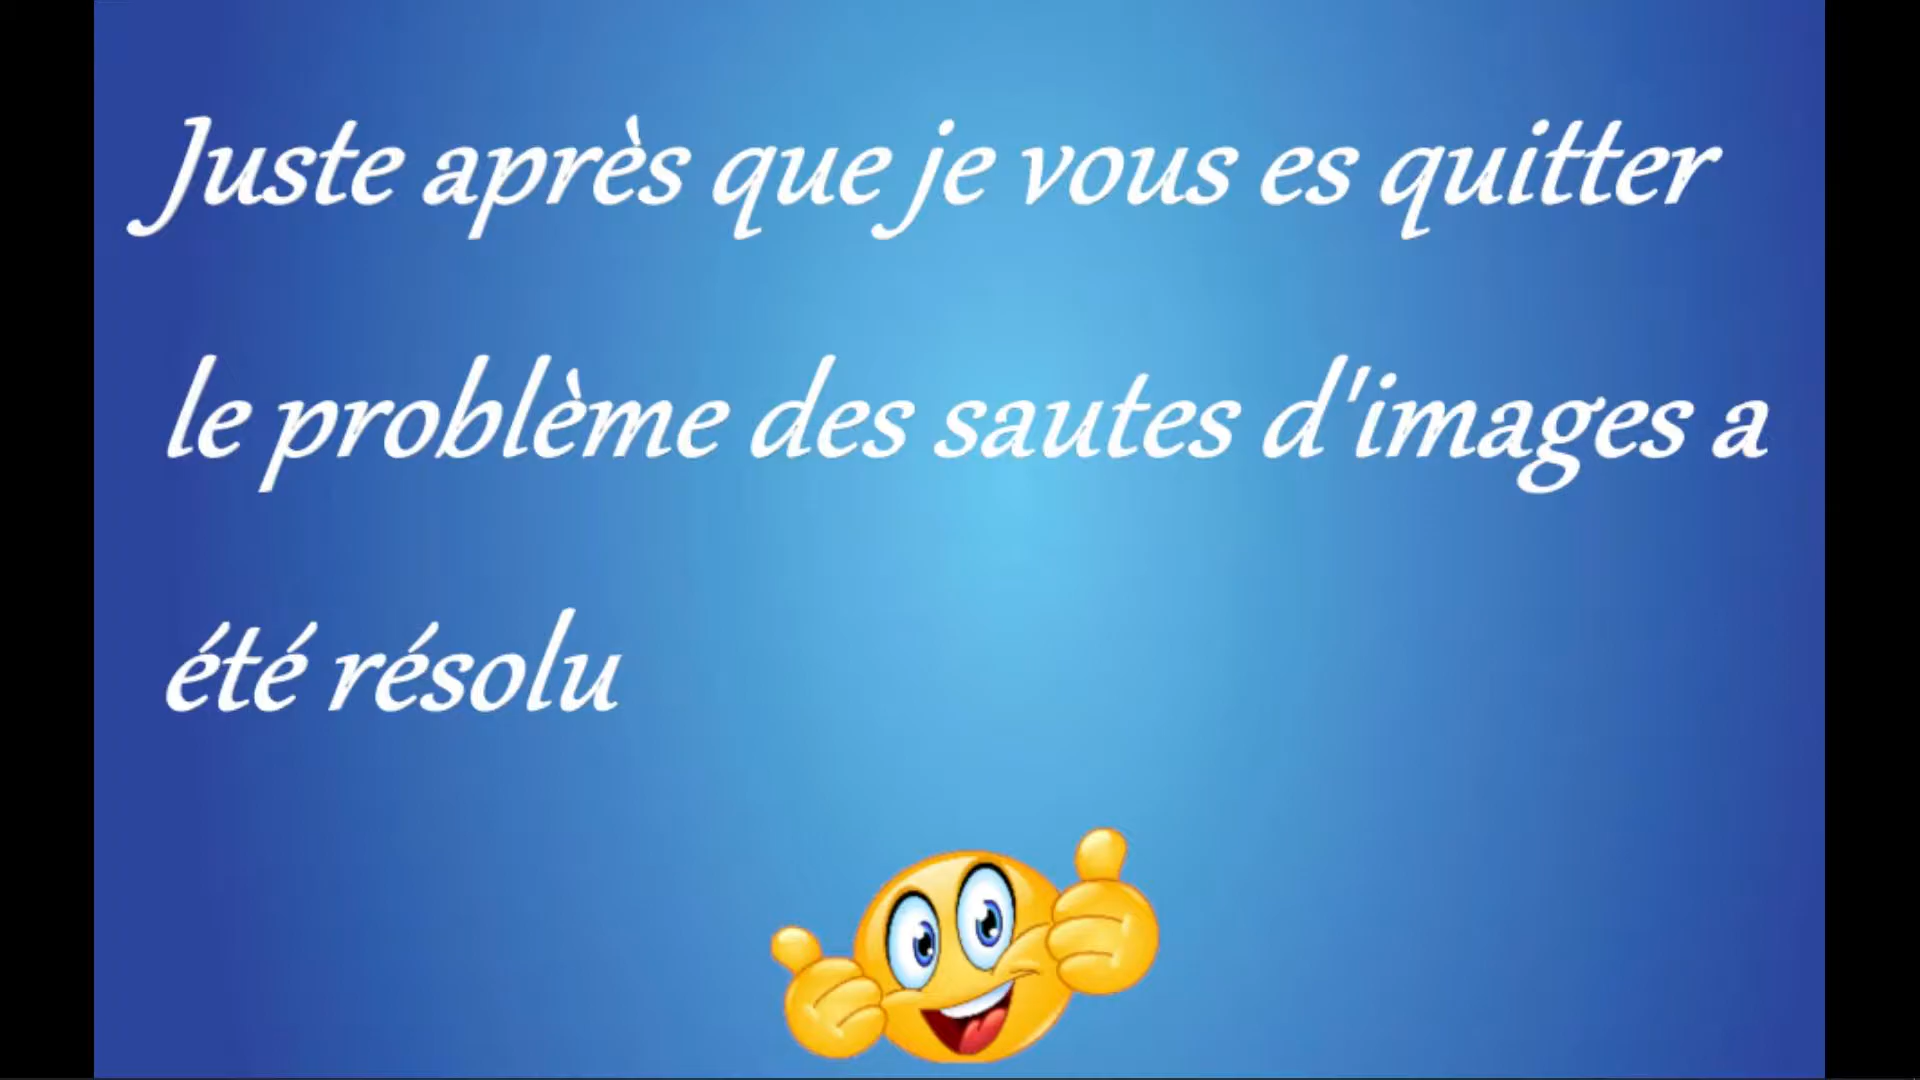 Juste après que je vous es quitter
le problème des sautes d'images a
été résolu